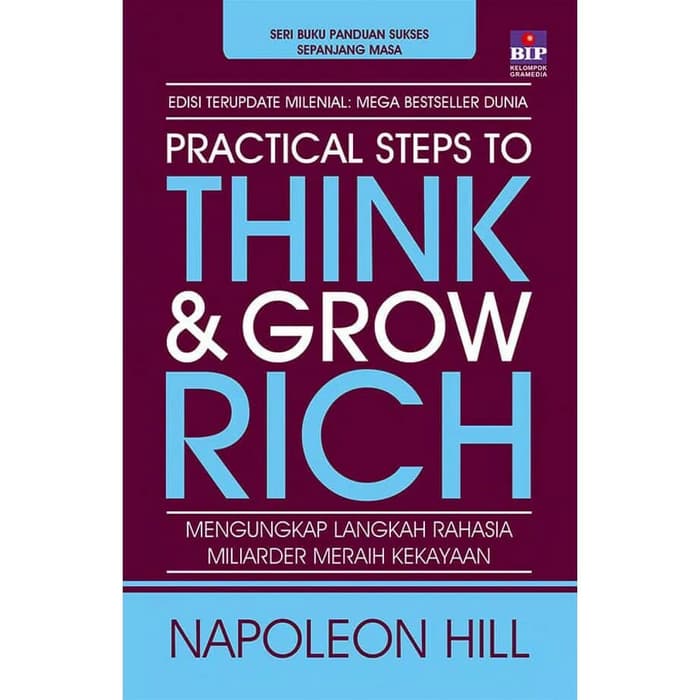 SERI BUKU PANDUAN SUKSES
SEPANJANG MASA
BIP
KELOMPOK
GRAMEDIA
EDISI TERUPDATE MILENIAL: MEGA BESTSELLER DUNIA
PRACTICAL STEPS TO
THINK
& GROW
RICH
MENGUNGKAP LANGKAH RAHASIA
MILIARDER MERAIH KEKAYAAN
NAPOLEON HILL